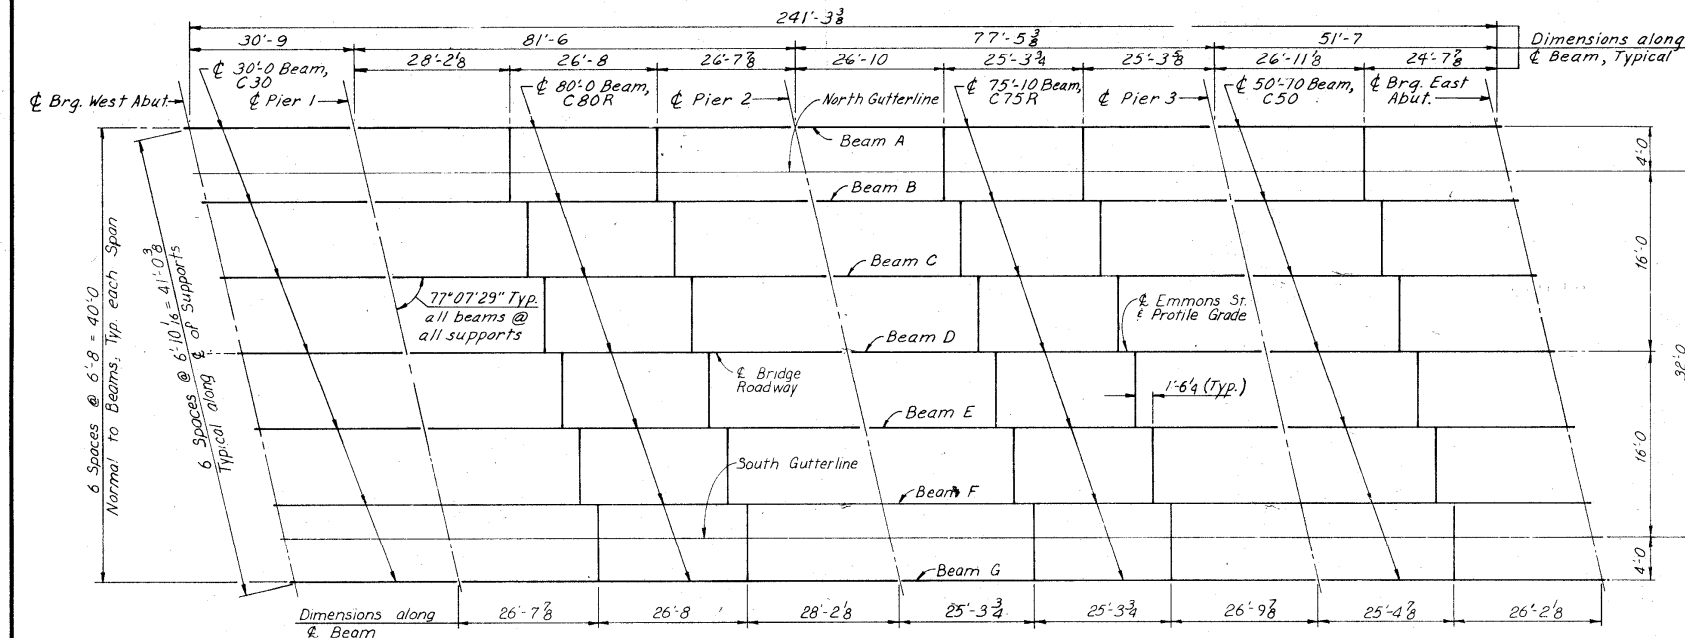 241'-3 3/8
30'-9 81'-6 77'-5 3/8 51'-7 Dimensions along
28'-2 1/8 26'-8 26'-7 7/8 26'-10 25'-3 3/4 25'-3 5/8 26'-11 1/8 24'-7 7/8 ℄ Beam, Typical
℄ 30'-0 Beam,
C30
℄ Brg. West Abut.
℄ Pier 1
℄ 80'-0 Beam,
C80R
℄ Pier 2
North Gutterline
℄ 75'-10 Beam,
C75R
℄ Pier 3
℄ 50'-70 Beam,
C50
℄ Brg. East
Abut.
Beam A
Beam B
Beam C
Beam D
Beam E
Beam F
Beam G
77°07'29" Typ.
all beams @
all supports
℄ Emmons St.
& Profile Grade
℄ Bridge
Roadway
1'-6 1/4 (Typ.)
South Gutterline
6 Spaces @ 6'-8 = 40'-0
Normal to Beams, Typ. each Span
6 Spaces @ 6'-10 1/16 = 41'-0 3/8
Typical along ℄ of Supports
4'-0
16'-0
32'-0
16'-0
4'-0
Dimensions along
℄ Beam
26'-7 7/8 26'-8 28'-2 1/8 25'-3 3/4 25'-3 3/4 26'-9 7/8 25'-4 7/8 26'-2 1/8